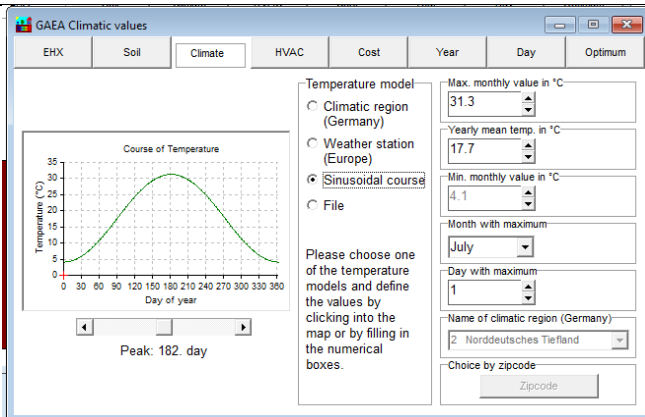 GAEA Climatic values
EHX
Soil
Climate
HVAC
Cost
Year
Day
Optimum
Course of Temperature
Temperature (°C)
35
30
25
20
15
10
5
0
0 30 60 90 120 150 180 210 240 270 300 330 360
Day of year
Peak: 182. day
Temperature model
Climatic region
(Germany)
Weather station
(Europe)
Sinusoidal course
File
Please choose one
of the temperature
models and define
the values by
clicking into the
map or by filling in
the numerical
boxes.
Max. monthly value in °C
31.3
Yearly mean temp. in °C
17.7
Min. monthly value in °C
4.1
Month with maximum
July
Day with maximum
1
Name of climatic region (Germany)
2 Norddeutsches Tiefland
Choice by zipcode
Zipcode